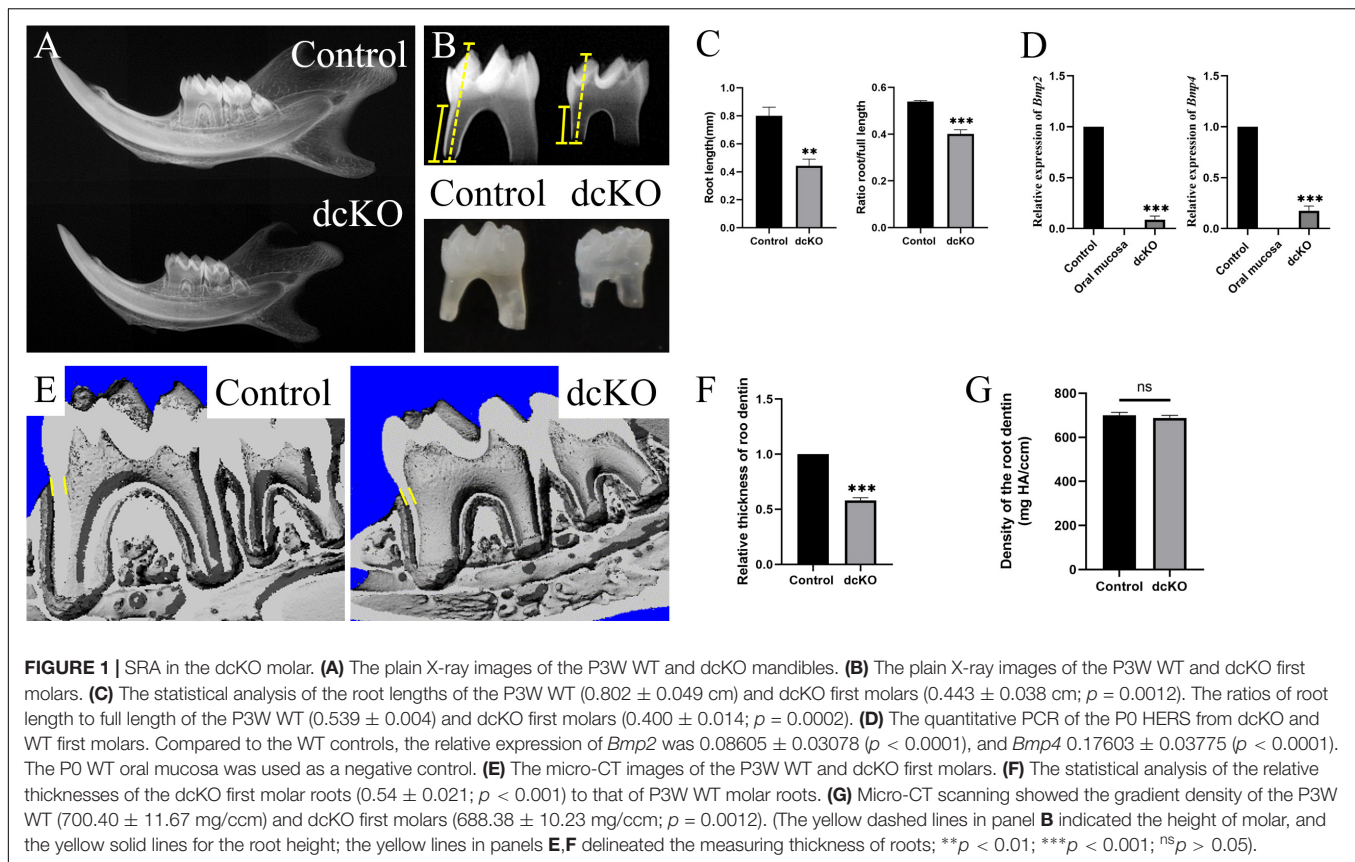 A
Control
dcKO
B
Control dcKO
C
Root length(mm)
1.0
0.8
0.6
0.4
0.2
0.0
**
Control dcKO
Ratio root/full length
0.6
0.4
0.2
0.0
***
Control dcKO
D
Relative expression of Bmp2
1.5
1.0
0.5
0.0
***
Control
Oral mucosa
dcKO
Relative expression of Bmp4
1.5
1.0
0.5
0.0
***
Control
Oral mucosa
dcKO
E
Control
dcKO
F
Relative thickness of roo dentin
1.5
1.0
0.5
0.0
***
Control dcKO
G
Density of the root dentin
(mg HA/ccm)
800
600
400
200
0
ns
Control dcKO
FIGURE 1 | SRA in the dcKO molar. (A) The plain X-ray images of the P3W WT and dcKO mandibles. (B) The plain X-ray images of the P3W WT and dcKO first
molars. (C) The statistical analysis of the root lengths of the P3W WT (0.802 ± 0.049 cm) and dcKO first molars (0.443 ± 0.038 cm; p = 0.0012). The ratios of root
length to full length of the P3W WT (0.539 ± 0.004) and dcKO first molars (0.400 ± 0.014; p = 0.0002). (D) The quantitative PCR of the P0 HERS from dcKO and
WT first molars. Compared to the WT controls, the relative expression of Bmp2 was 0.08605 ± 0.03078 (p < 0.0001), and Bmp4 0.17603 ± 0.03775 (p < 0.0001).
The P0 WT oral mucosa was used as a negative control. (E) The micro-CT images of the P3W WT and dcKO first molars. (F) The statistical analysis of the relative
thicknesses of the dcKO first molar roots (0.54 ± 0.021; p < 0.001) to that of P3W WT molar roots. (G) Micro-CT scanning showed the gradient density of the P3W
WT (700.40 ± 11.67 mg/ccm) and dcKO first molars (688.38 ± 10.23 mg/ccm; p = 0.0012). (The yellow dashed lines in panel B indicated the height of molar, and
the yellow solid lines for the root height; the yellow lines in panels E,F delineated the measuring thickness of roots; **p < 0.01; ***p < 0.001; nsp > 0.05).